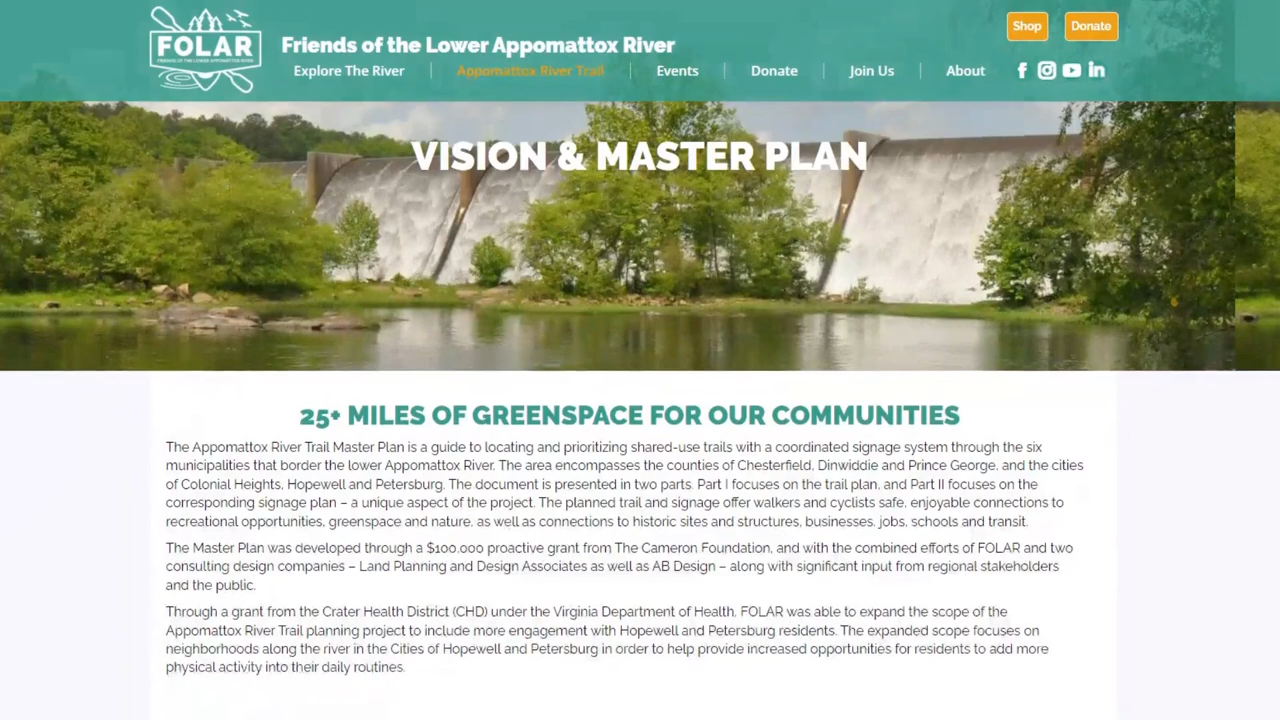 FOLAR
FRIENDS OF THE LOWER APPOMATTOX RIVER
Friends of the Lower Appomattox River
Shop
Donate
Explore The River
Appomattox River Trail
Events
Donate
Join Us
About
VISION & MASTER PLAN
25+ MILES OF GREENSPACE FOR OUR COMMUNITIES
The Appomattox River Trail Master Plan is a guide to locating and prioritizing shared-use trails with a coordinated signage system through the six
municipalities that border the lower Appomattox River. The area encompasses the counties of Chesterfield, Dinwiddie and Prince George, and the cities
of Colonial Heights, Hopewell and Petersburg. The document is presented in two parts. Part I focuses on the trail plan, and Part II focuses on the
corresponding signage plan – a unique aspect of the project. The planned trail and signage offer walkers and cyclists safe, enjoyable connections to
recreational opportunities, greenspace and nature, as well as connections to historic sites and structures, businesses, jobs, schools and transit.
The Master Plan was developed through a $100,000 proactive grant from The Cameron Foundation, and with the combined efforts of FOLAR and two
consulting design companies – Land Planning and Design Associates as well as AB Design – along with significant input from regional stakeholders
and the public.
Through a grant from the Crater Health District (CHD) under the Virginia Department of Health, FOLAR was able to expand the scope of the
Appomattox River Trail planning project to include more engagement with Hopewell and Petersburg residents. The expanded scope focuses on
neighborhoods along the river in the Cities of Hopewell and Petersburg in order to help provide increased opportunities for residents to add more
physical activity into their daily routines.